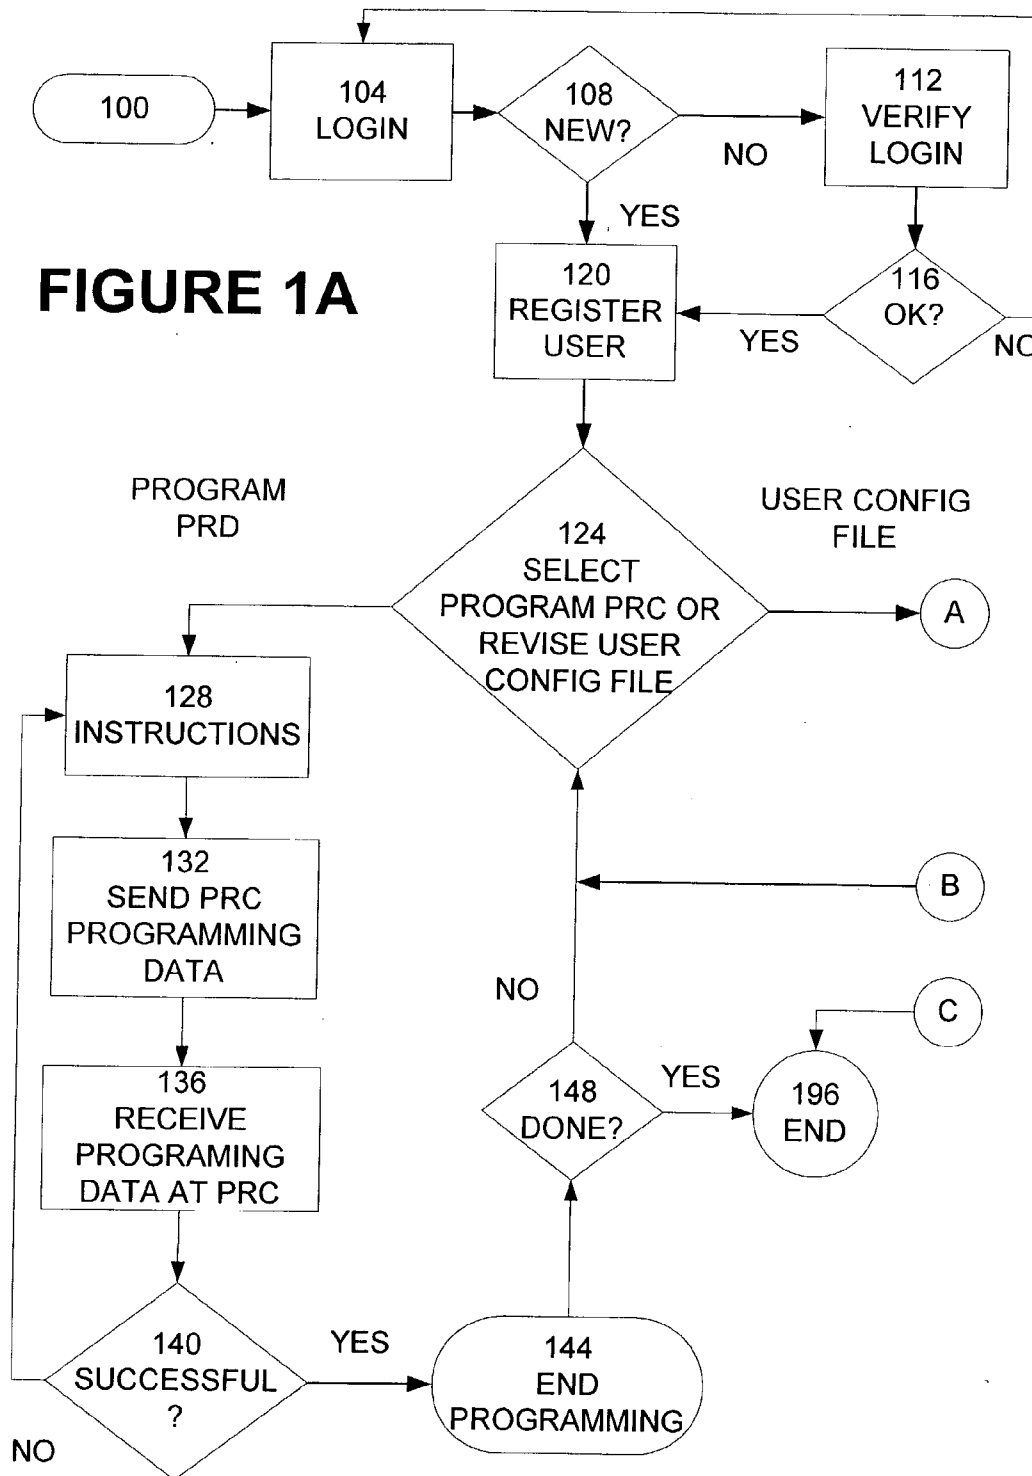 100
104
LOGIN
108
NEW?
NO
112
VERIFY
LOGIN
YES
FIGURE 1A
120
REGISTER
USER
YES
116
OK?
NO
PROGRAM
PRD
USER CONFIG
FILE
124
SELECT
PROGRAM PRC OR
REVISE USER
CONFIG FILE
A
128
INSTRUCTIONS
132
SEND PRC
PROGRAMMING
DATA
B
NO
C
136
RECEIVE
PROGRAMING
DATA AT PRC
148
DONE?
YES
196
END
140
SUCCESSFUL
?
YES
NO
144
END
PROGRAMMING